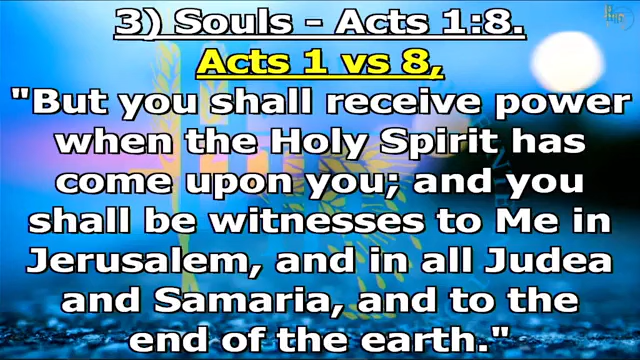 3) Souls - Acts 1:8.
Acts 1 vs 8,
"But you shall receive power
when the Holy Spirit has
come upon you; and you
shall be witnesses to Me in
Jerusalem, and in all Judea
and Samaria, and to the
end of the earth."